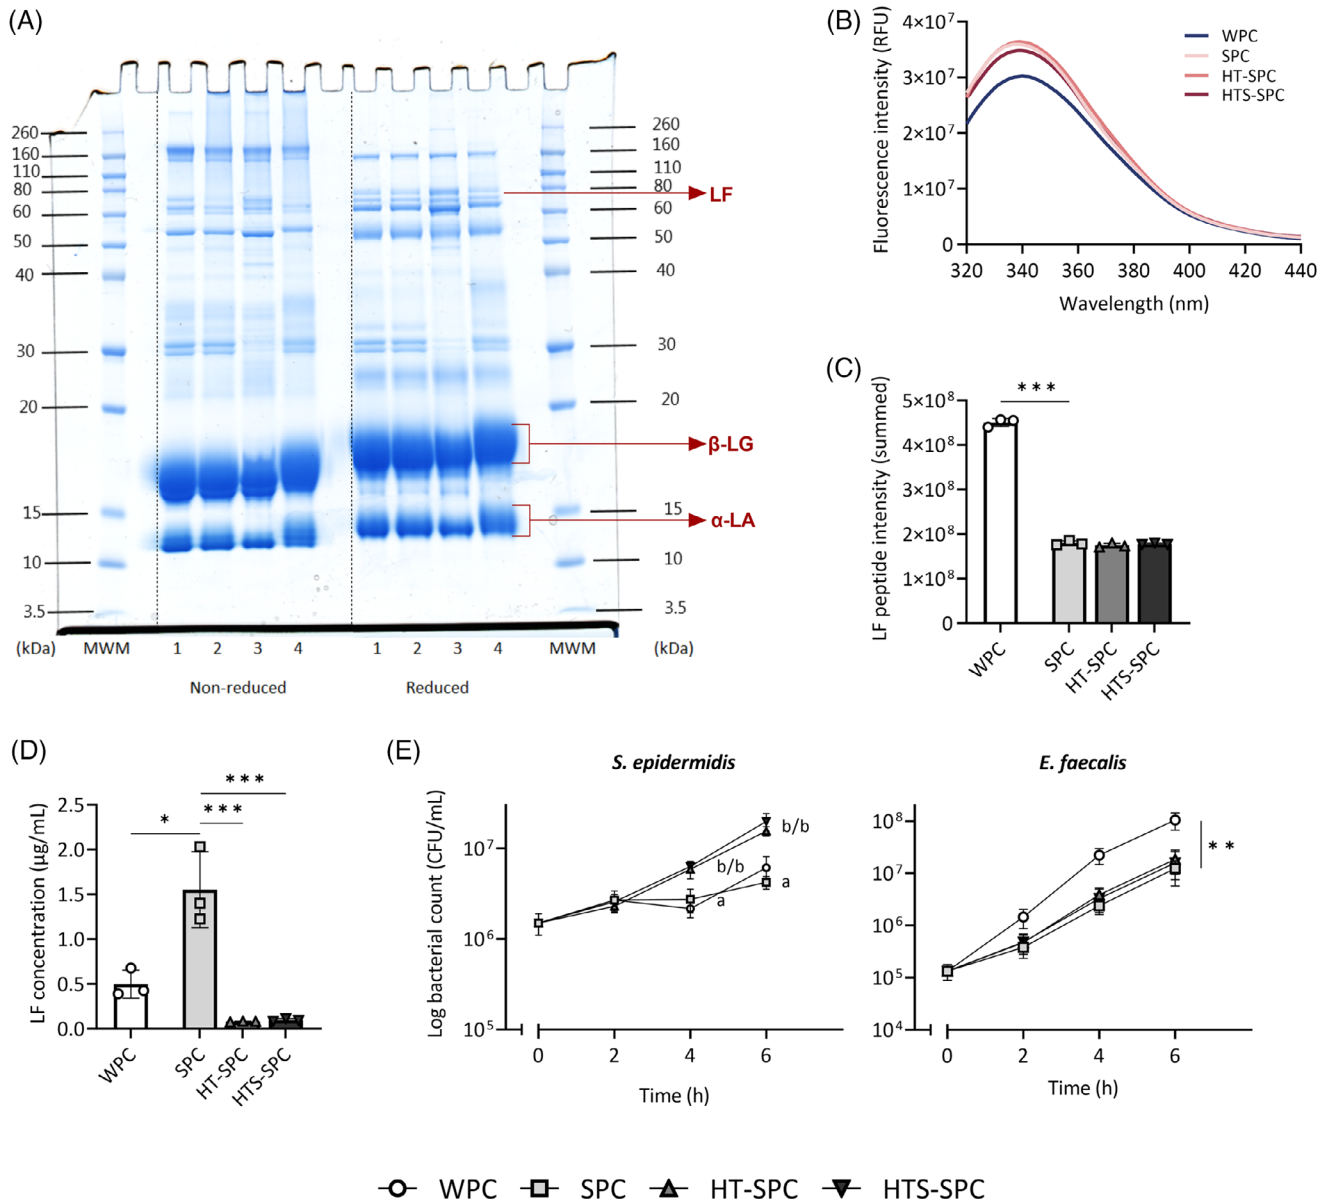 (A)
260
160
110
80
60
50
40
30
20
15
10
3.5
(kDa)
MWM
1 2 3 4
Non-reduced
1 2 3 4
Reduced
MWM
(kDa)
260
160
110
80
60
50
40
30
20
15
10
3.5
LF
β-LG
α-LA
(B)
Fluorescence intensity (RFU)
4×10⁷
3×10⁷
2×10⁷
1×10⁷
0
320 340 360 380 400 420 440
Wavelength (nm)
WPC
SPC
HT-SPC
HTS-SPC
(C)
LF peptide intensity (summed)
5×10⁸
4×10⁸
3×10⁸
2×10⁸
1×10⁸
0
***
WPC
SPC
HT-SPC
HTS-SPC
(D)
LF concentration (μg/mL)
2.5
2.0
1.5
1.0
0.5
0.0
***
***
*
WPC
SPC
HT-SPC
HTS-SPC
(E)
S. epidermidis
Log bacterial count (CFU/mL)
10⁷
10⁶
10⁵
b/b
b/b
a
a
0 2 4 6
Time (h)
E. faecalis
10⁸
10⁷
10⁶
10⁵
10⁴
**
0 2 4 6
Time (h)
WPC SPC HT-SPC HTS-SPC